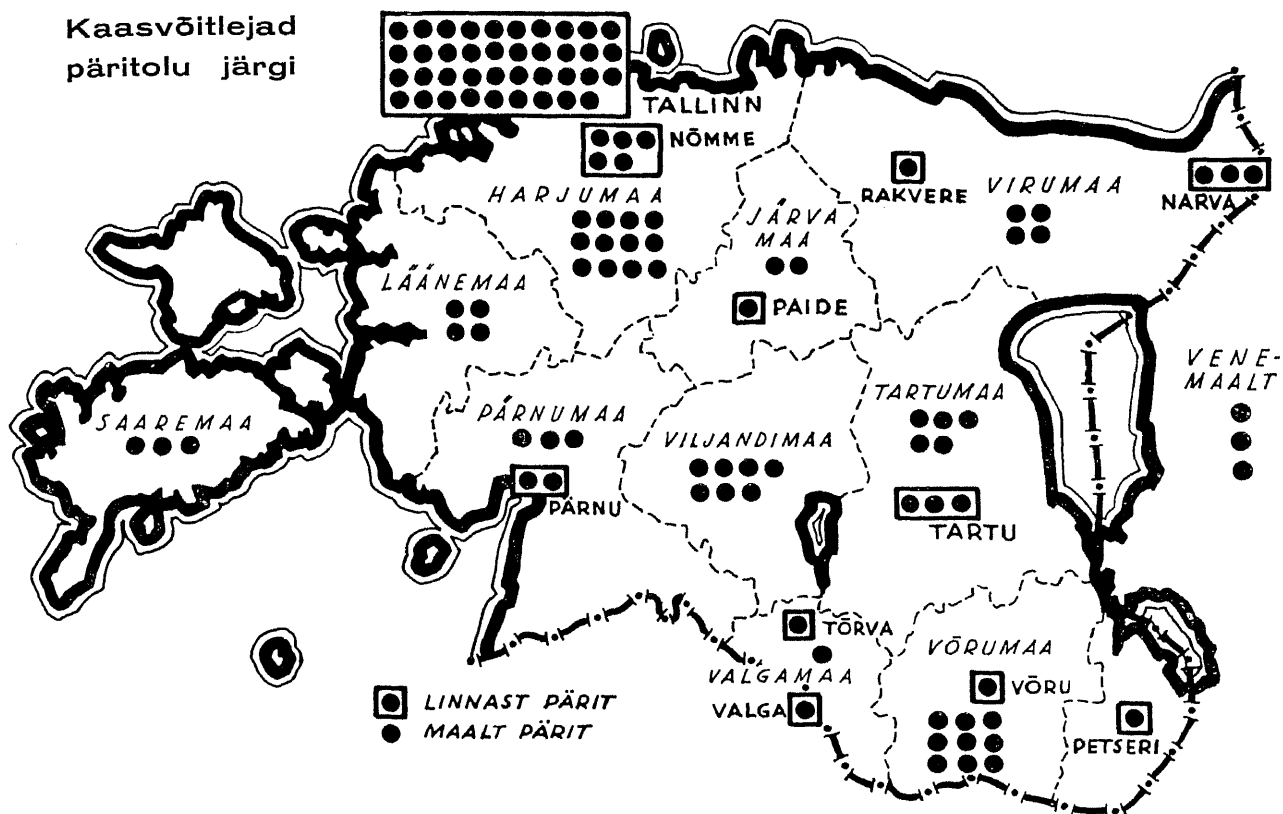 Kaasvõitlejad
päritolu järgi
TALLINN
NÕMME
HARJUMAA
RAKVERE
VIRUMAA
NARVA
JÄRVA
MAA
PAIDE
LÄÄNEMAA
VENE-
MAALT
SAAREMAA
PÄRNUMAA
PÄRNU
VILJANDIMAA
TARTUMAA
TARTU
TÕRVA
VALGAMAA
VALGA
VÕRUMAA
VÕRU
PETSERI
LINNAST PÄRIT
MAALT PÄRIT